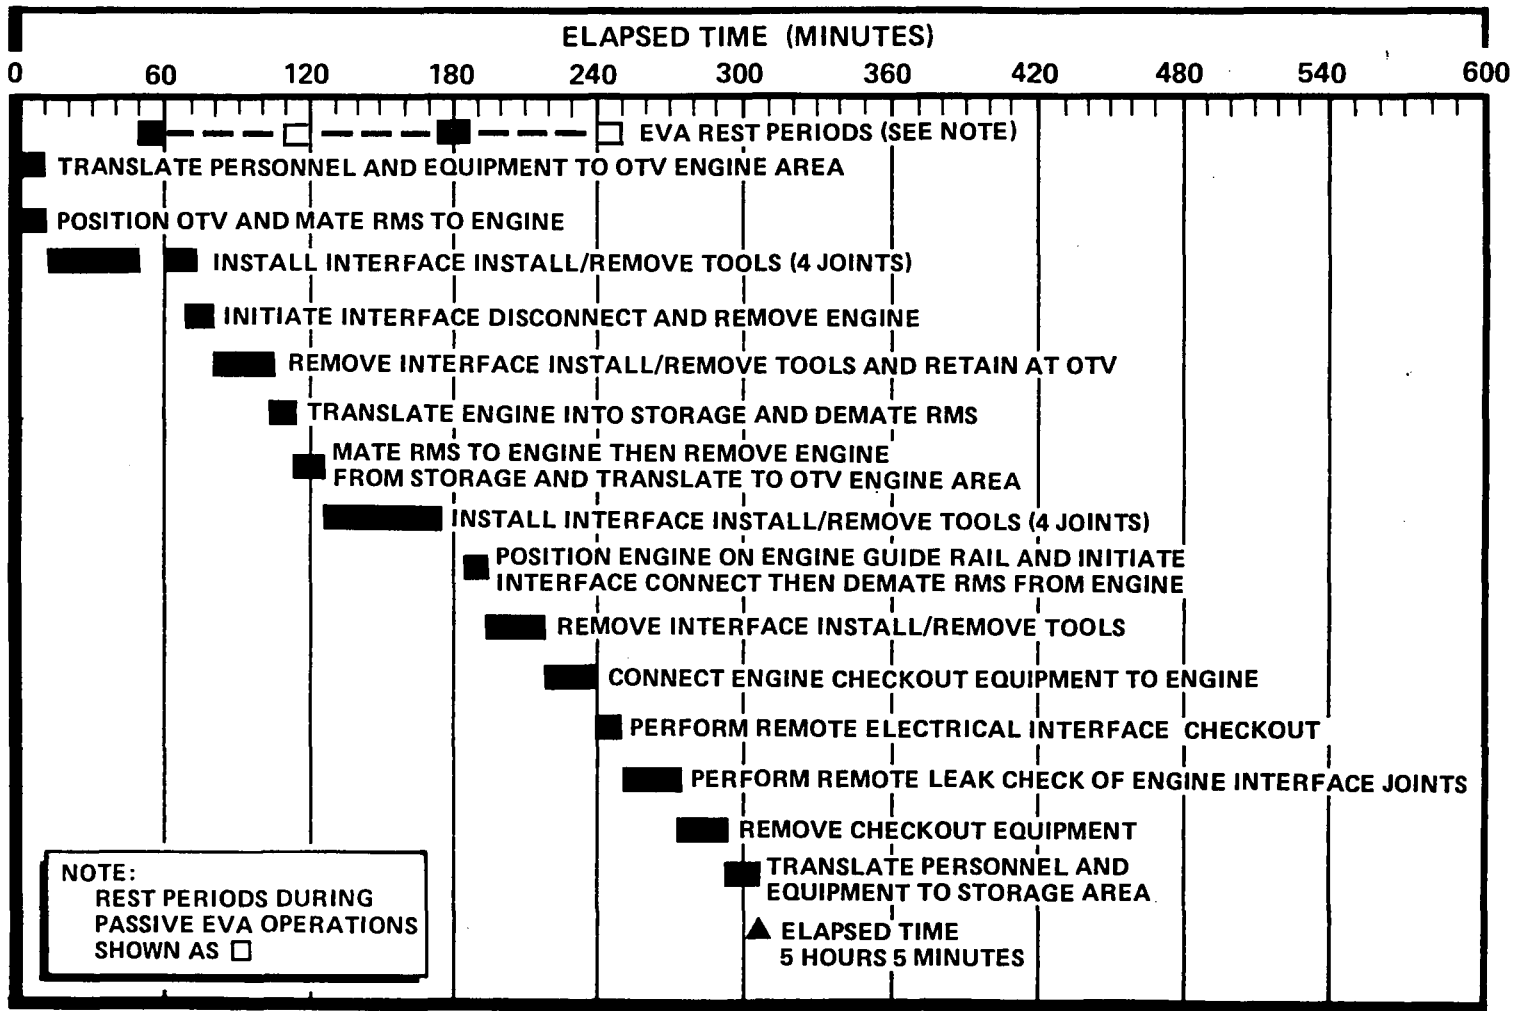 ELAPSED TIME (MINUTES)
0 60 120 180 240 300 360 420 480 540 600
EVA REST PERIODS (SEE NOTE)
TRANSLATE PERSONNEL AND EQUIPMENT TO OTV ENGINE AREA
POSITION OTV AND MATE RMS TO ENGINE
INSTALL INTERFACE INSTALL/REMOVE TOOLS (4 JOINTS)
INITIATE INTERFACE DISCONNECT AND REMOVE ENGINE
REMOVE INTERFACE INSTALL/REMOVE TOOLS AND RETAIN AT OTV
TRANSLATE ENGINE INTO STORAGE AND DEMATE RMS
MATE RMS TO ENGINE THEN REMOVE ENGINE
FROM STORAGE AND TRANSLATE TO OTV ENGINE AREA
INSTALL INTERFACE INSTALL/REMOVE TOOLS (4 JOINTS)
POSITION ENGINE ON ENGINE GUIDE RAIL AND INITIATE
INTERFACE CONNECT THEN DEMATE RMS FROM ENGINE
REMOVE INTERFACE INSTALL/REMOVE TOOLS
CONNECT ENGINE CHECKOUT EQUIPMENT TO ENGINE
PERFORM REMOTE ELECTRICAL INTERFACE CHECKOUT
PERFORM REMOTE LEAK CHECK OF ENGINE INTERFACE JOINTS
REMOVE CHECKOUT EQUIPMENT
TRANSLATE PERSONNEL AND
EQUIPMENT TO STORAGE AREA
ELAPSED TIME
5 HOURS 5 MINUTES
NOTE:
REST PERIODS DURING
PASSIVE EVA OPERATIONS
SHOWN AS □